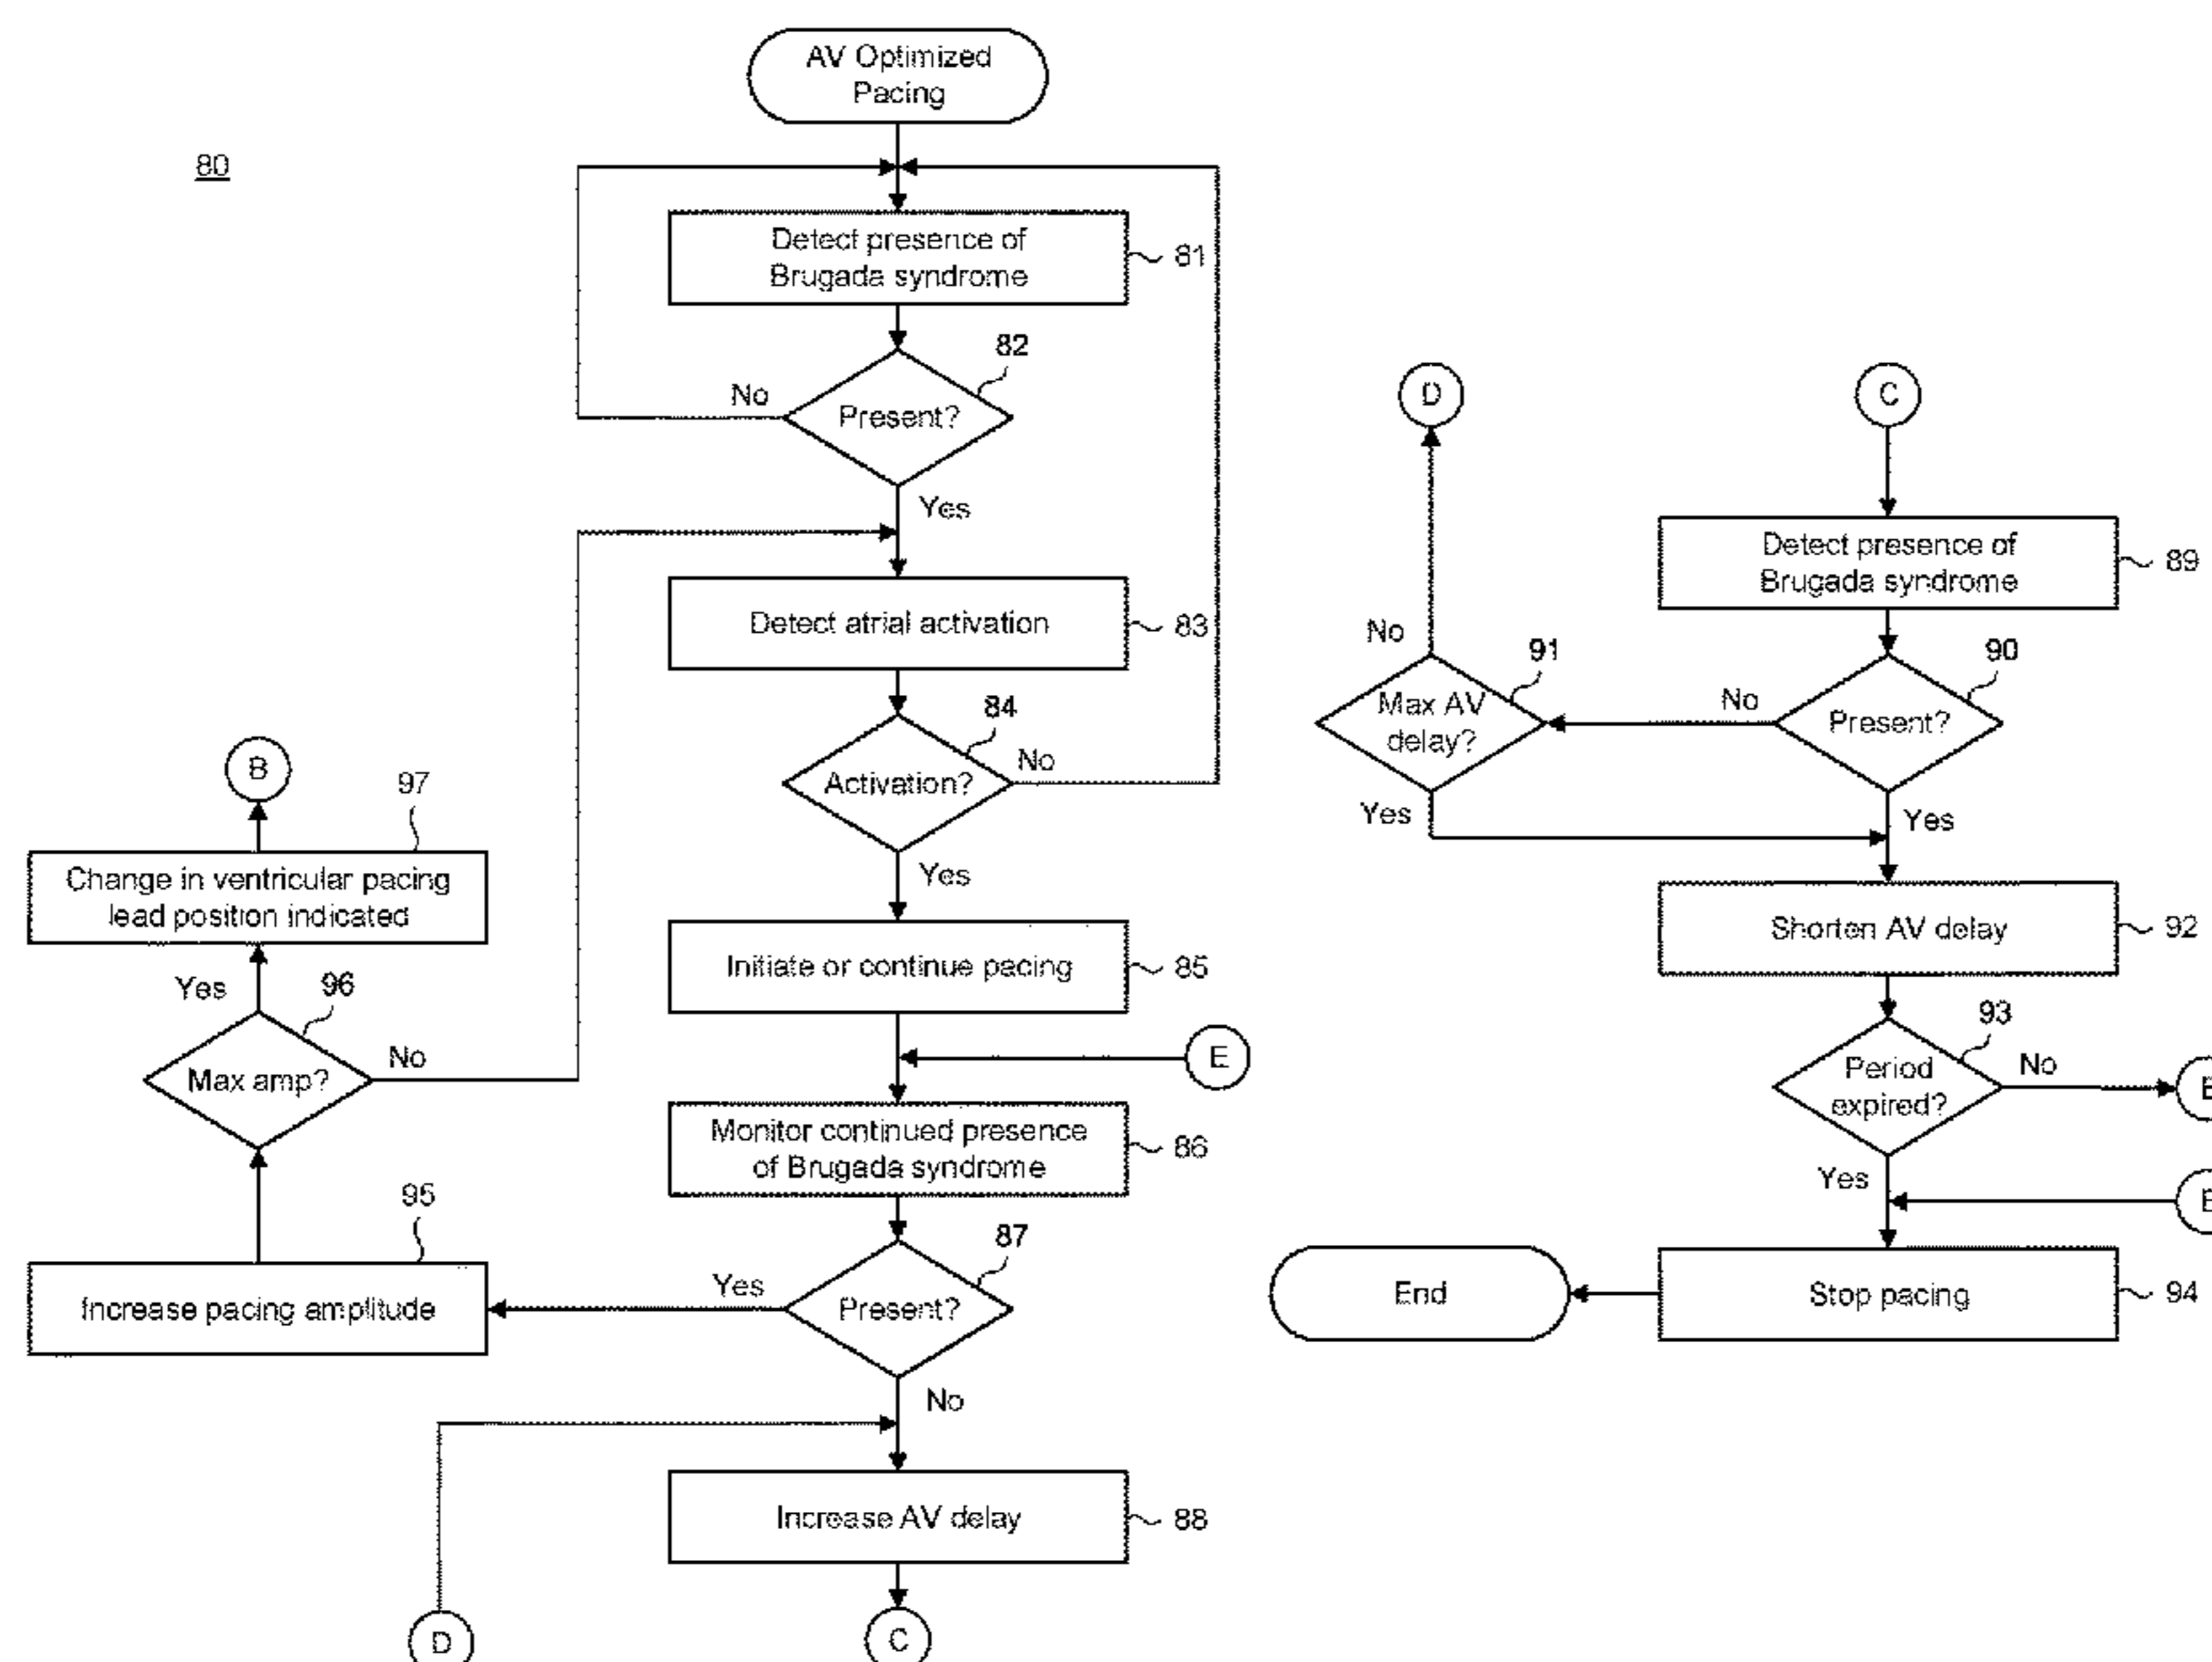 AV Optimized
Pacing
80
Detect presence of
Brugada syndrome
81
82
Present?
No
Yes
Detect atrial activation
83
84
Activation?
No
Yes
Initiate or continue pacing
85
E
Monitor continued presence
of Brugada syndrome
86
87
Present?
Yes
No
Increase AV delay
88
D
C
B
97
Change in ventricular pacing
lead position indicated
Yes
96
Max amp?
No
95
Increase pacing amplitude
D
C
Detect presence of
Brugada syndrome
89
No
91
Max AV
delay?
Yes
90
No
Present?
Yes
Shorten AV delay
92
93
Period
expired?
No
Yes
End
Stop pacing
94